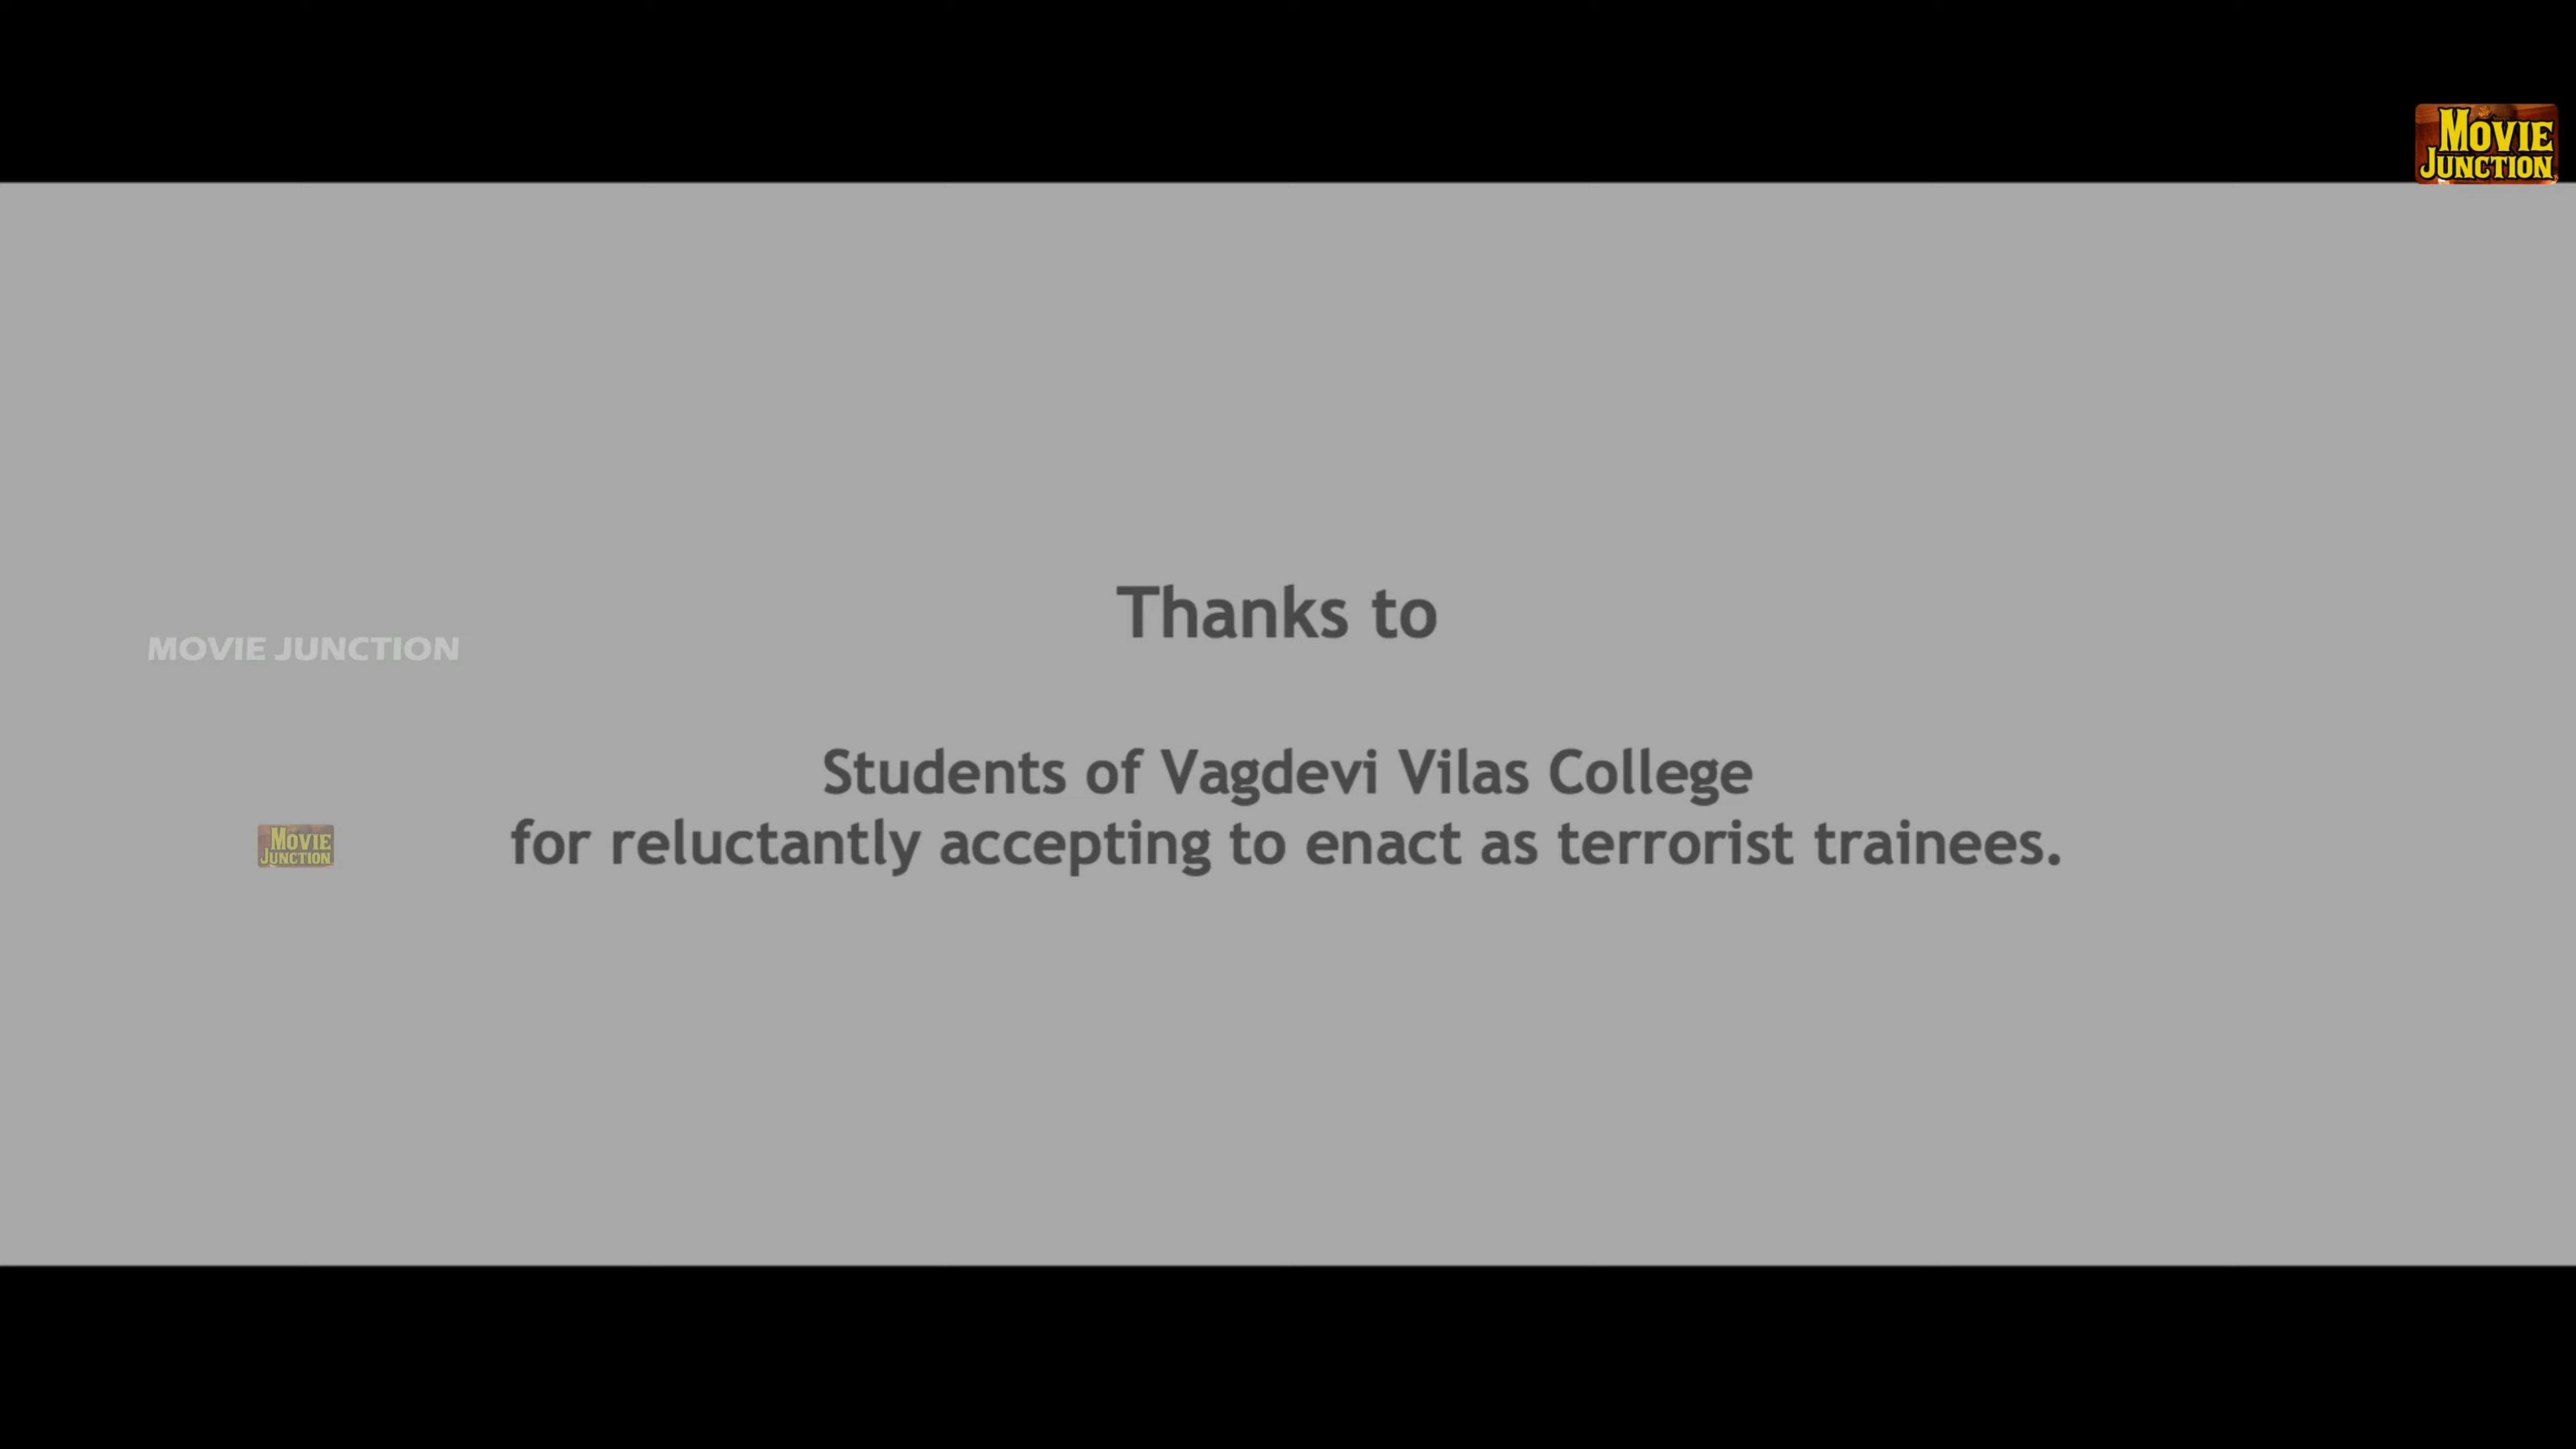 MOVIE
JUNCTION
Thanks to
MOVIE JUNCTION
Students of Vagdevi Vilas College
for reluctantly accepting to enact as terrorist trainees.
MOVIE
JUNCTION